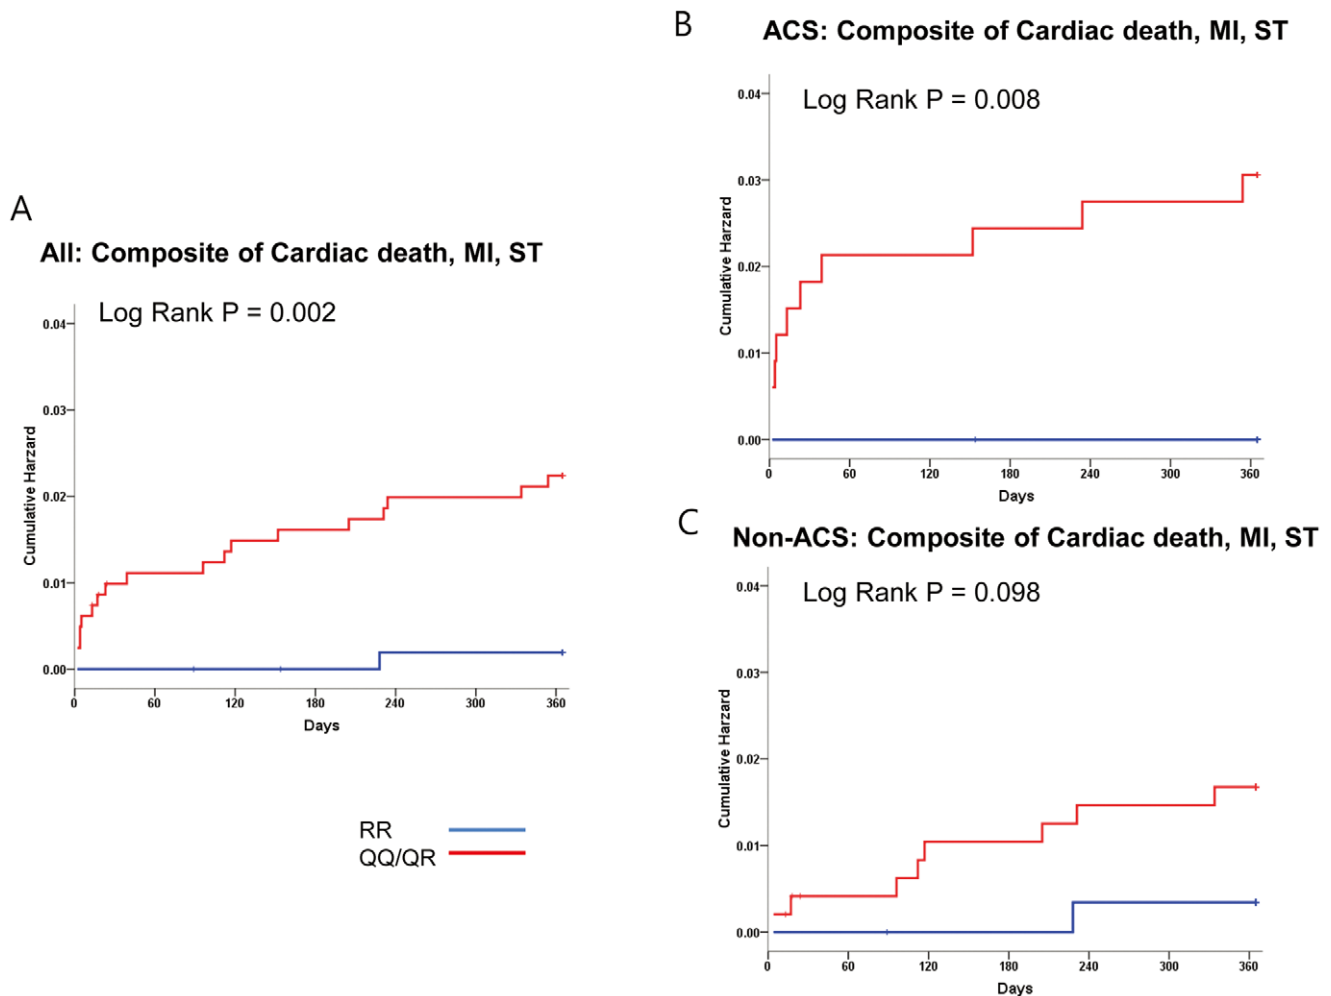 A
All: Composite of Cardiac death, MI, ST
Log Rank P = 0.002
Cumulative Harzard
0.04
0.03
0.02
0.01
0.00
0 60 120 180 240 300 360
Days
RR
QQ/QR
B
ACS: Composite of Cardiac death, MI, ST
Log Rank P = 0.008
Cumulative Harzard
0.04
0.03
0.02
0.01
0.00
0 60 120 180 240 300 360
Days
C
Non-ACS: Composite of Cardiac death, MI, ST
Log Rank P = 0.098
Cumulative Harzard
0.04
0.03
0.02
0.01
0.00
0 60 120 180 240 300 360
Days